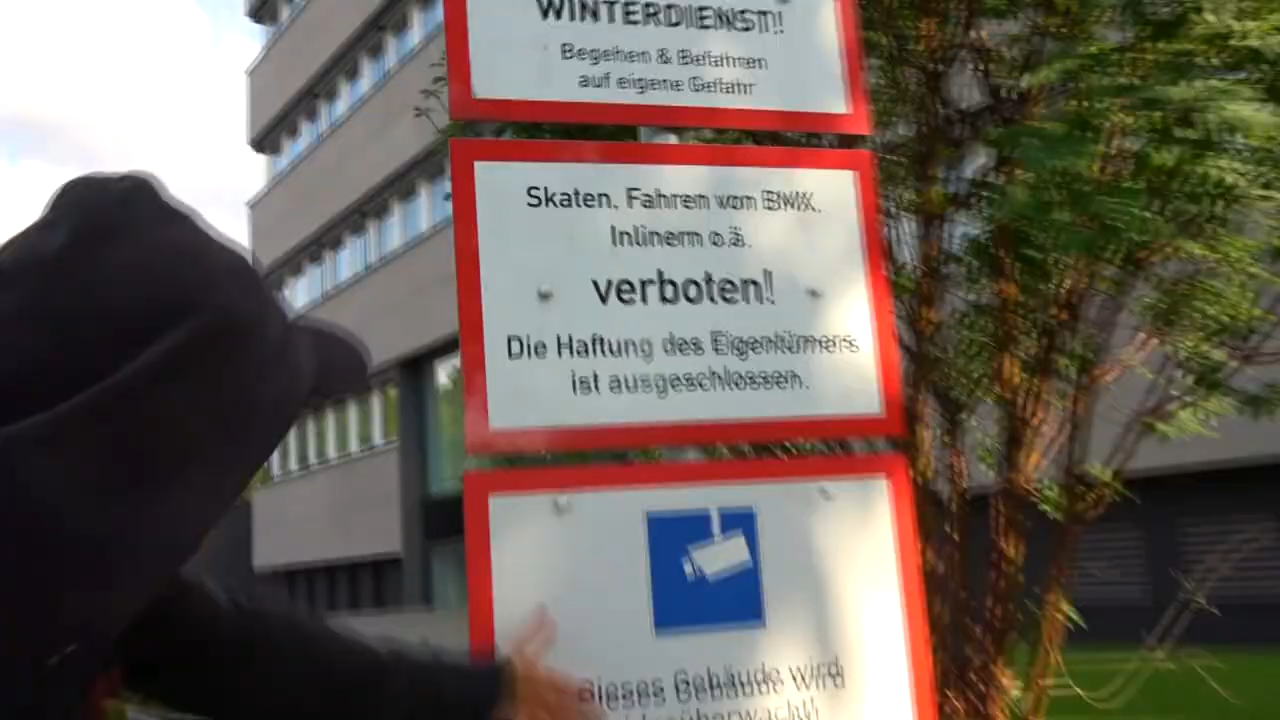 WINTERDIENST!
Begehen & Befahren
auf eigene Gefahr
Skaten, Fahren von BMX,
Inlinern o.ä.
verboten!
Die Haftung des Eigentümers
ist ausgeschlossen.
Dieses Gebäude wird